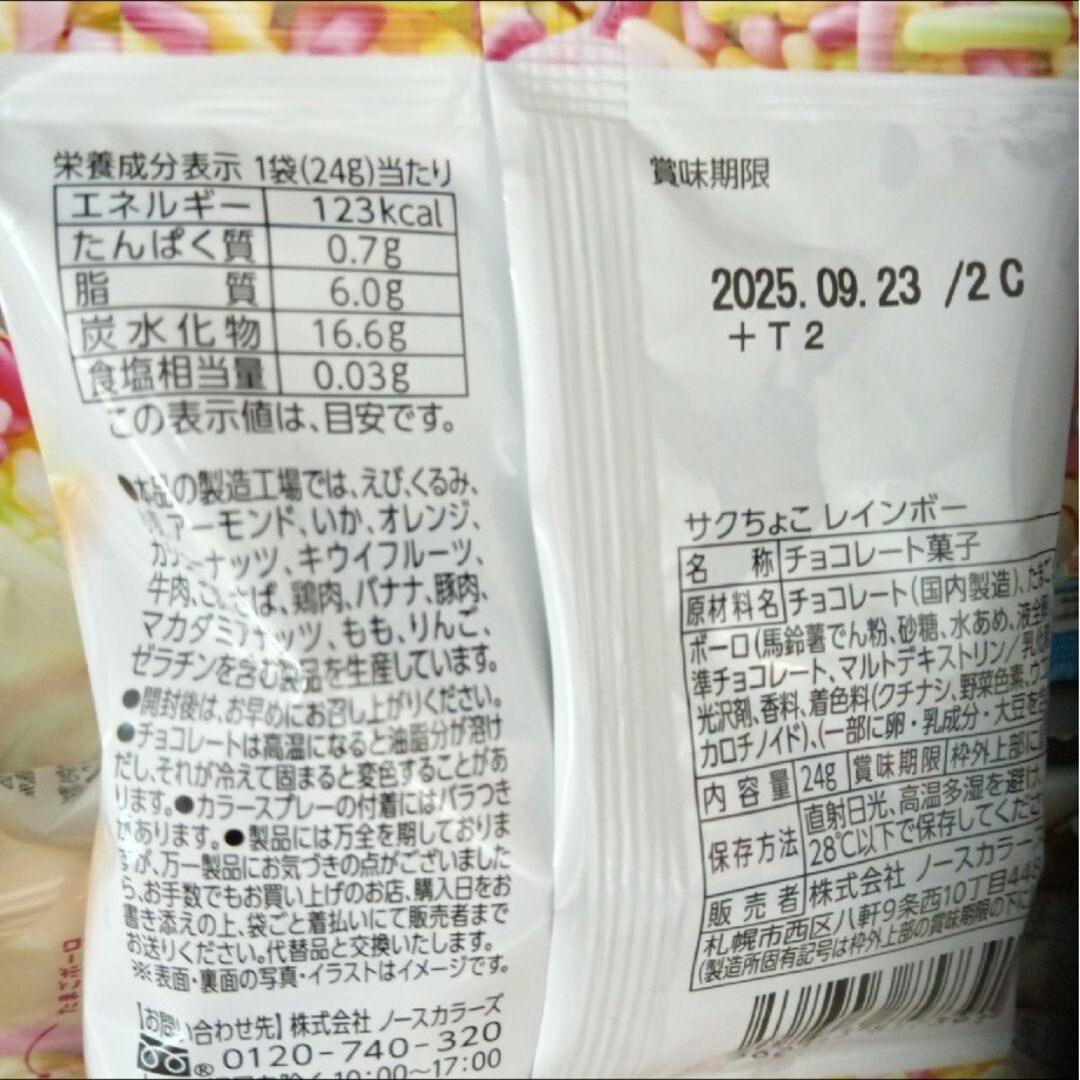 栄養成分表示 1袋(24g)当たり
エネルギー 123kcal
たんぱく質 0.7g
脂質 6.0g
炭水化物 16.6g
食塩相当量 0.03g
この表示値は、目安です。
●本品の製造工場では、えび、くるみ、
アーモンド、いか、オレンジ、
カシューナッツ、キウイフルーツ、
牛肉、ごま、さば、鶏肉、バナナ、豚肉、
マカダミアナッツ、もも、りんご、
ゼラチンを含む製品を生産しています。
●開封後は、お早めにお召し上がりください。
●チョコレートは高温になると油脂分が溶け
だし、それが冷えて固まると変色することがあ
ります。●カラースプレーの付着にはバラつき
があります。●製品には万全を期しておりま
すが、万一製品にお気づきの点がございました
ら、お手数でもお買い上げのお店、購入日をお
書き添えの上、袋ごと着払いにて販売者まで
お送りください。代替品と交換いたします。
※表面・裏面の写真・イラストはイメージです。
【お問い合わせ先】株式会社 ノースカラーズ
® 0120-740-320
10:00〜17:00
賞味期限
2025.09.23 /2C
+T2
サクちょこ レインボー
名称 チョコレート菓子
原材料名 チョコレート(国内製造)、たまご
ボーロ(馬鈴薯でん粉、砂糖、水あめ、液全卵
準チョコレート、マルトデキストリン/乳化
光沢剤、香料、着色料(クチナシ、野菜色素、ウコ
カロチノイド)、(一部に卵・乳成分・大豆を含
内容量 24g 賞味期限 枠外上部に
保存方法 直射日光、高温多湿を避け、
28℃以下で保存してくださ
販売者 株式会社 ノースカラー
札幌市西区八軒9条西10丁目448
(製造所固有記号は枠外上部の賞味期限の下に